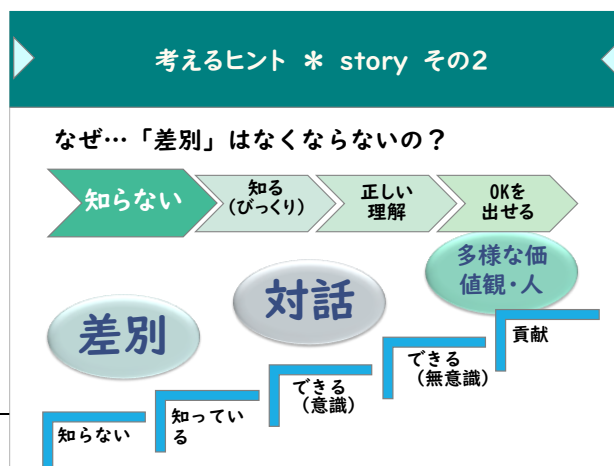 考えるヒント ＊ story その2
なぜ…「差別」はなくならないの？
知らない
知る
（びっくり）
正しい
理解
OKを
出せる
多様な価
値観・人
対話
差別
貢献
できる
（無意識）
できる
（意識）
知ってい
る
知らない